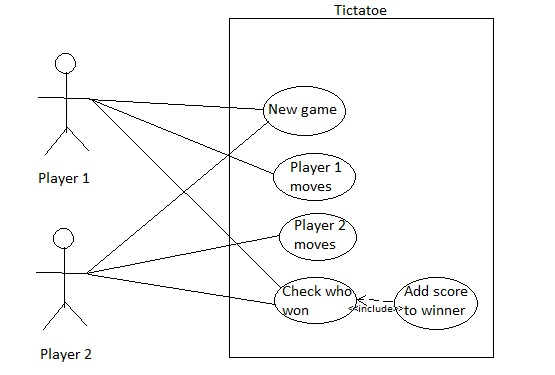 Tictatoe
New game
Player 1
moves
Player 1
Player 2
moves
Check who
won
<<include>>
Add score
to winner
Player 2